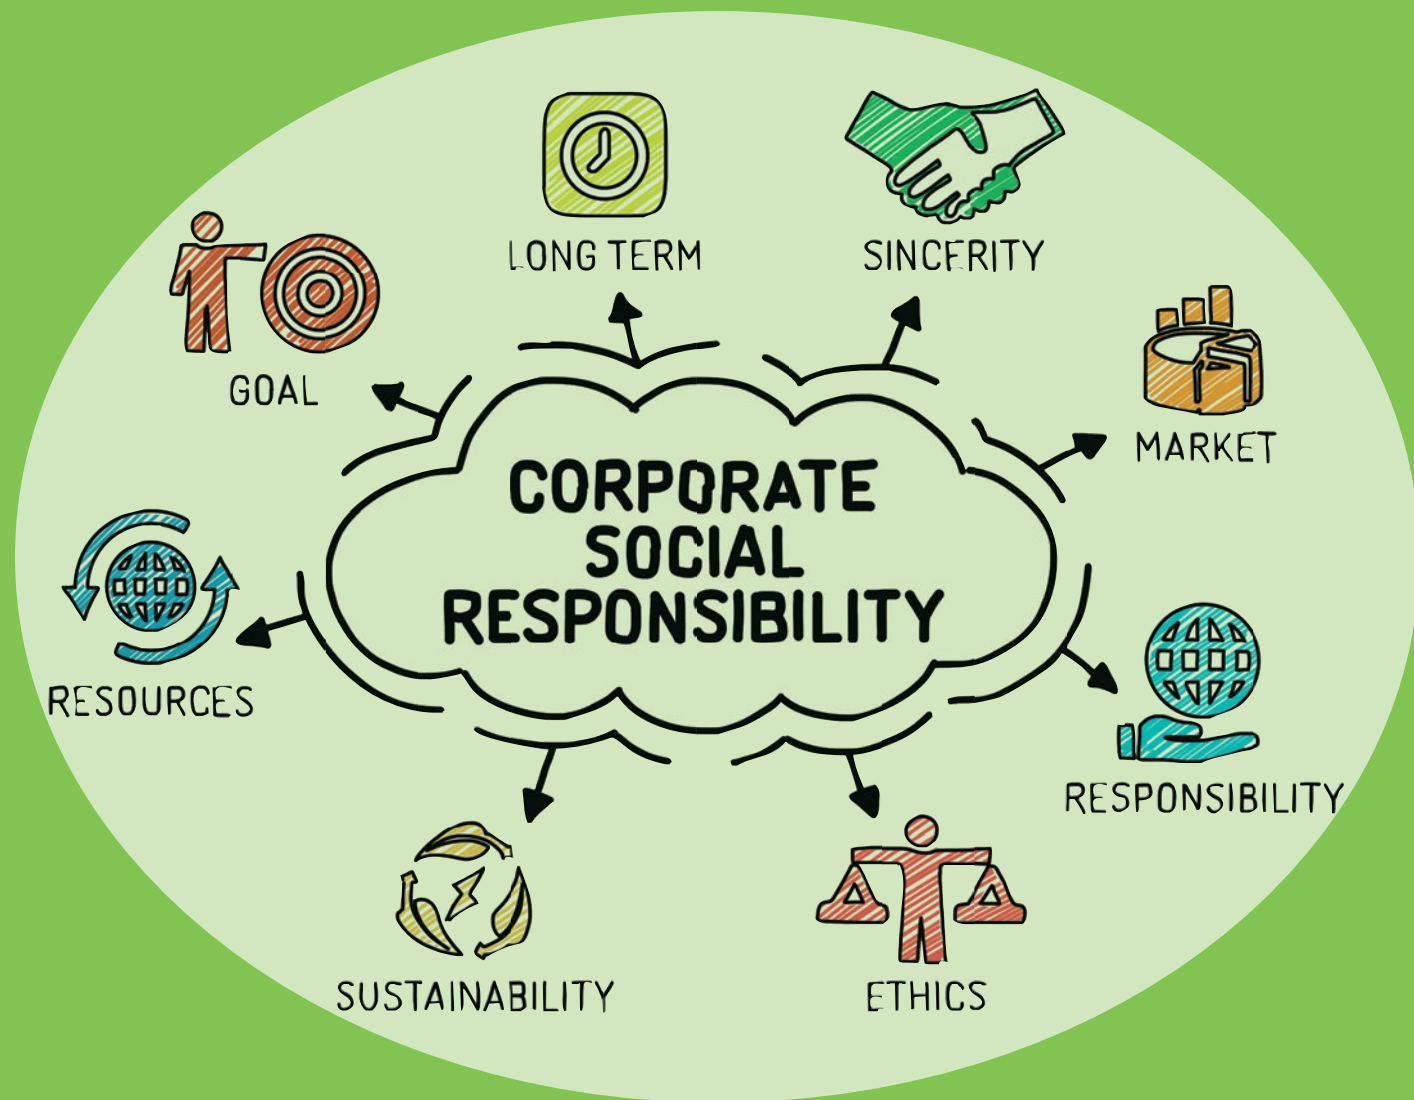 LONG TERM
SINCERITY
GOAL
MARKET
CORPORATE
SOCIAL
RESPONSIBILITY
RESOURCES
RESPONSIBILITY
SUSTAINABILITY
ETHICS